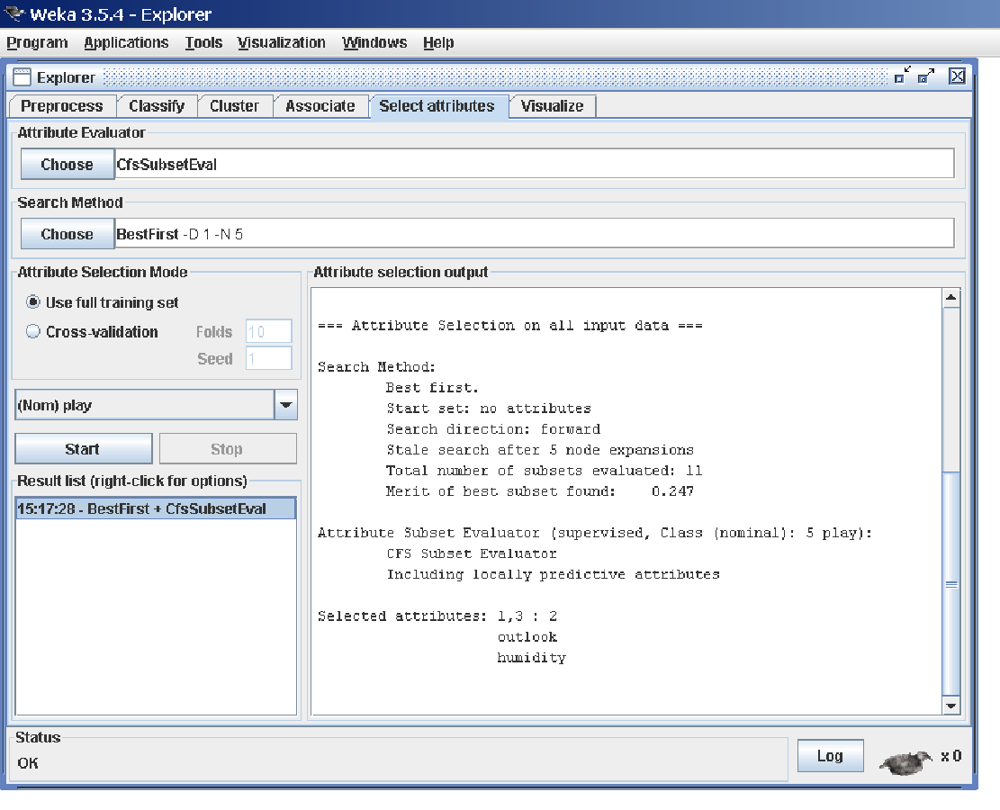 Weka 3.5.4 - Explorer
Program Applications Tools Visualization Windows Help
Explorer
Preprocess Classify Cluster Associate Select attributes Visualize
Attribute Evaluator
Choose CfsSubsetEval
Search Method
Choose BestFirst -D 1 -N 5
Attribute Selection Mode
Use full training set
Cross-validation Folds 10
Seed 1
(Nom) play
Start Stop
Result list (right-click for options)
15:17:28 - BestFirst + CfsSubsetEval
Attribute selection output
=== Attribute Selection on all input data ===
Search Method:
Best first.
Start set: no attributes
Search direction: forward
Stale search after 5 node expansions
Total number of subsets evaluated: 11
Merit of best subset found: 0.247
Attribute Subset Evaluator (supervised, Class (nominal): 5 play):
CFS Subset Evaluator
Including locally predictive attributes
Selected attributes: 1,3 : 2
outlook
humidity
Status
OK
Log x 0